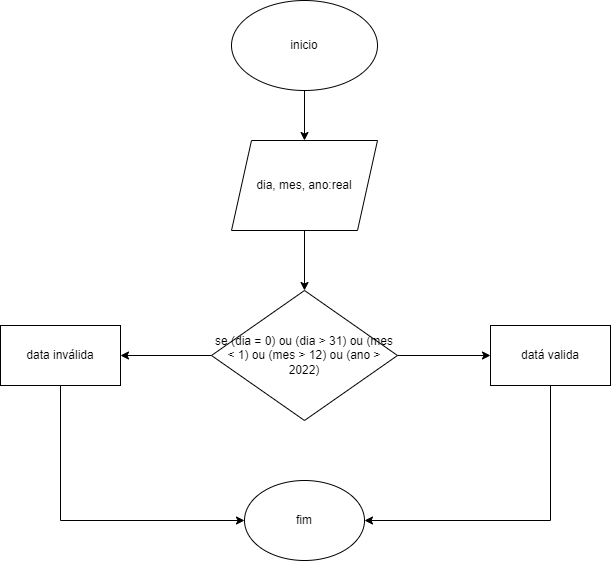 inicio
dia, mes, ano:real
se (dia = 0) ou (dia > 31) ou (mes
< 1) ou (mes > 12) ou (ano >
2022)
data inválida
datá valida
fim